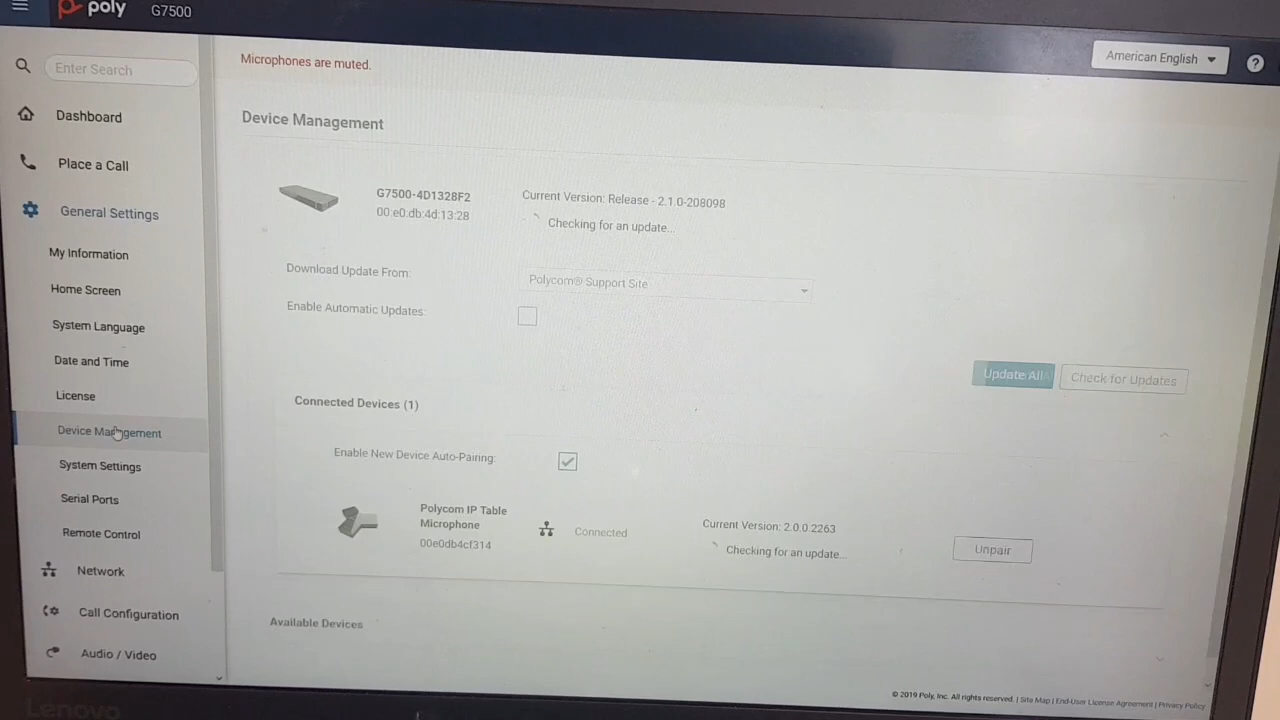 poly G7500
Enter Search
Microphones are muted.
American English
?
Dashboard
Place a Call
General Settings
My Information
Home Screen
System Language
Date and Time
License
Device Management
System Settings
Serial Ports
Remote Control
Network
Call Configuration
Audio / Video
Device Management
G7500-4D1328F2
00:e0:db:4d:13:28
Current Version: Release - 2.1.0-208098
Checking for an update...
Download Update From:
Polycom® Support Site
Enable Automatic Updates:
Update All
Check for Updates
Connected Devices (1)
Enable New Device Auto-Pairing:
Polycom IP Table
Microphone
00e0db4cf314
Connected
Current Version: 2.0.0.2263
Checking for an update...
Unpair
Available Devices
© 2019 Poly, Inc. All rights reserved. | Site Map | End-User License Agreement | Privacy Policy
Lenovo